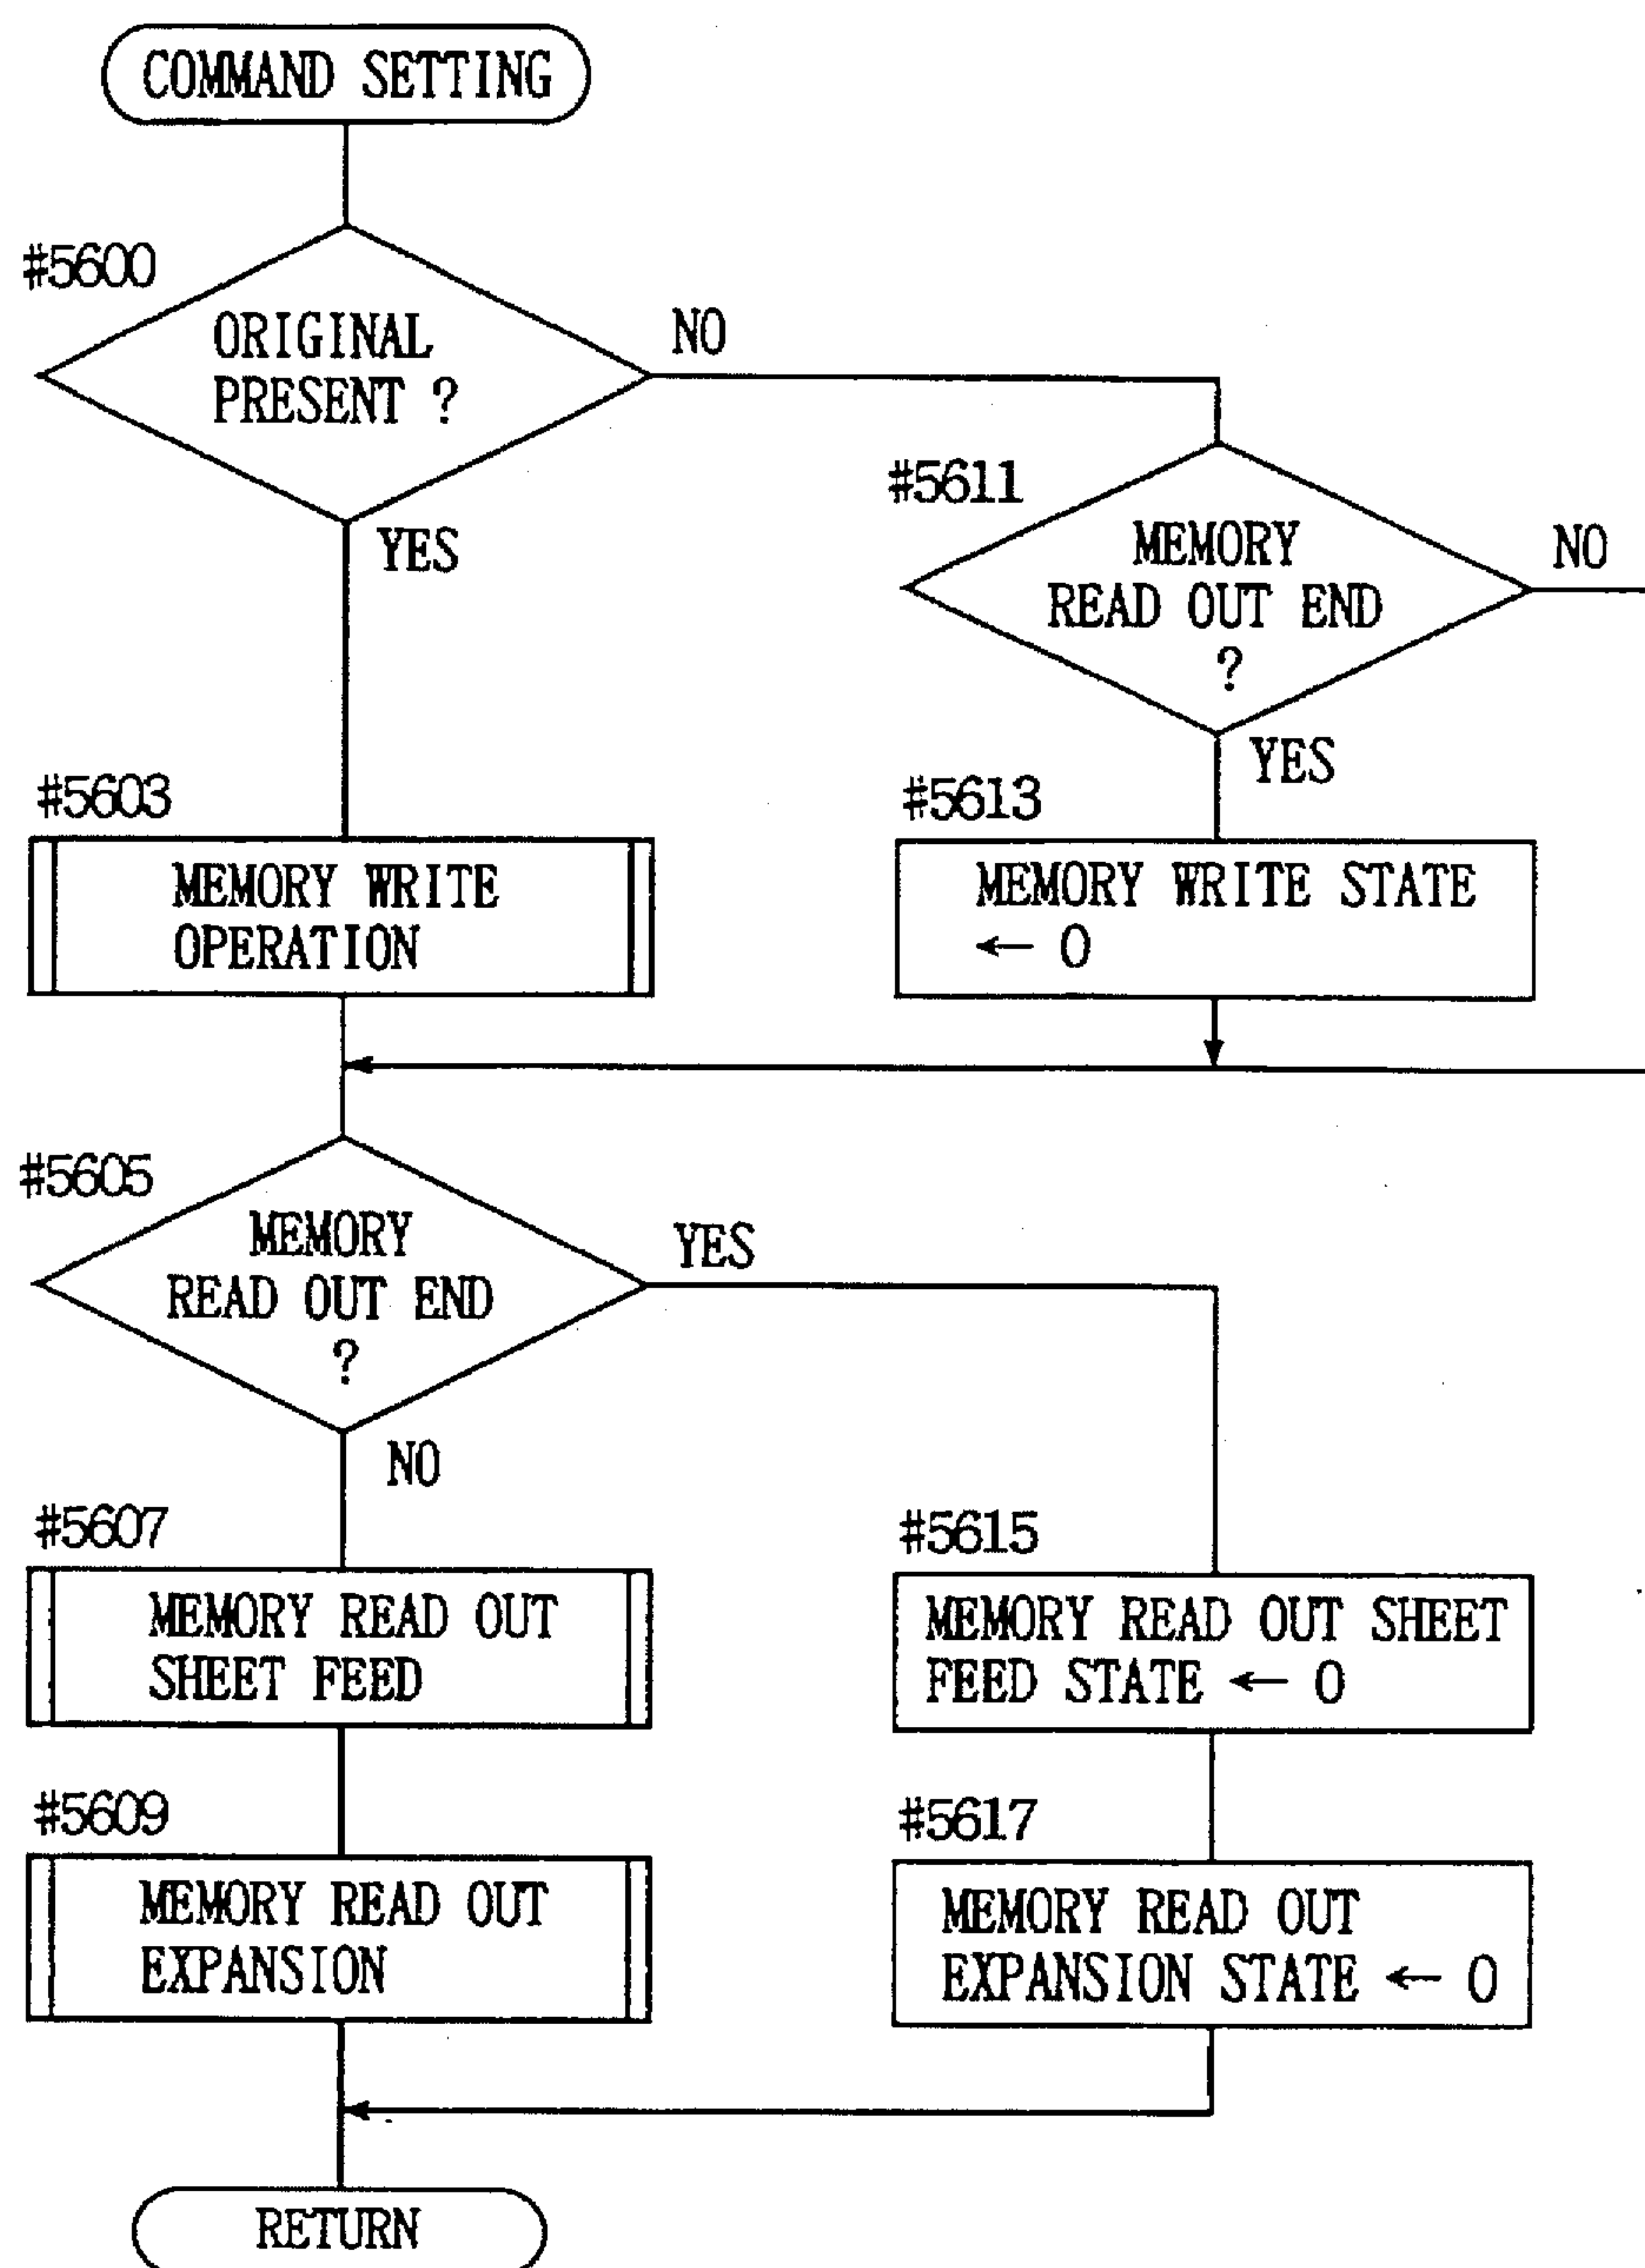 COMMAND SETTING
#5600
ORIGINAL
PRESENT ?
NO
YES
#5611
MEMORY
READ OUT END
?
NO
YES
#5603
MEMORY WRITE
OPERATION
#5613
MEMORY WRITE STATE
← 0
#5605
MEMORY
READ OUT END
?
YES
NO
#5607
MEMORY READ OUT
SHEET FEED
#5615
MEMORY READ OUT SHEET
FEED STATE ← 0
#5609
MEMORY READ OUT
EXPANSION
#5617
MEMORY READ OUT
EXPANSION STATE ← 0
RETURN